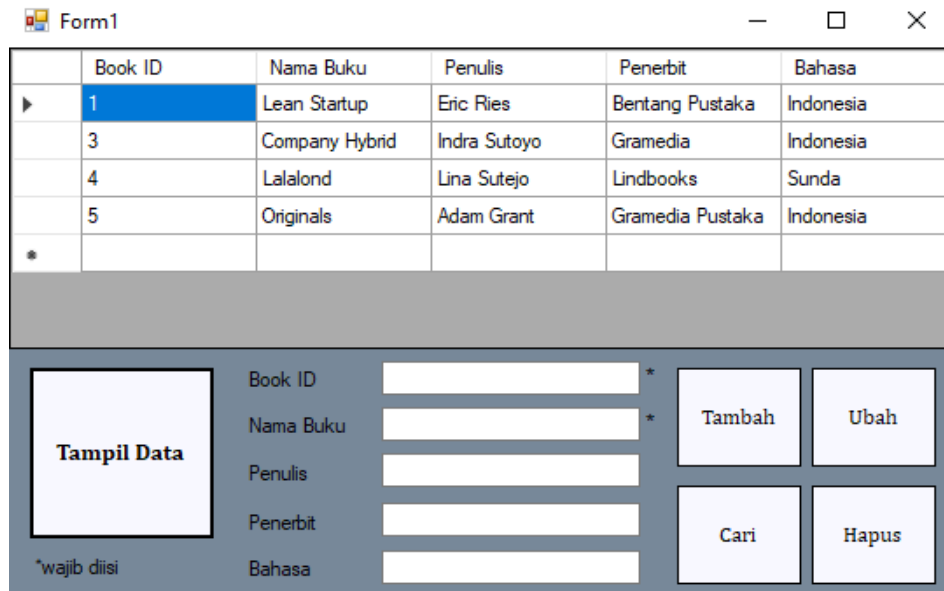 Form1
Book ID Nama Buku Penulis Penerbit Bahasa
1 Lean Startup Eric Ries Bentang Pustaka Indonesia
3 Company Hybrid Indra Sutoyo Gramedia Indonesia
4 Lalalond Lina Sutejo Lindbooks Sunda
5 Originals Adam Grant Gramedia Pustaka Indonesia
Tampil Data
*wajib diisi
Book ID *
Nama Buku *
Penulis
Penerbit
Bahasa
Tambah Ubah
Cari Hapus